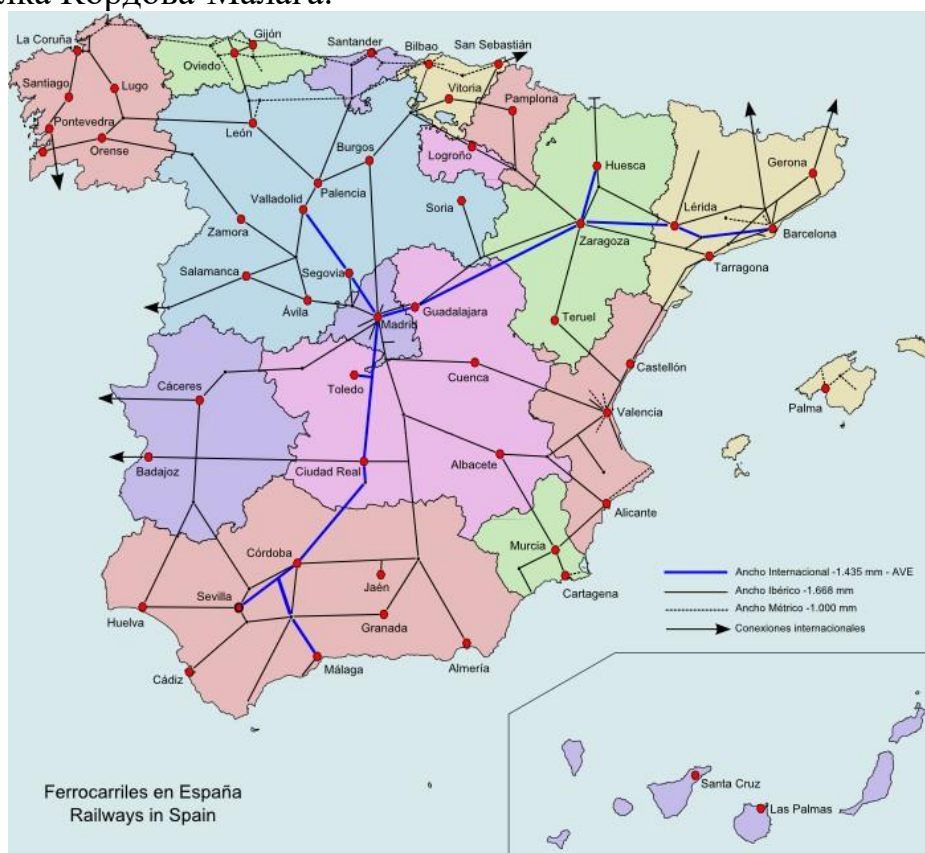 лка Кордова-Малага.
La Coruña
Gijón
Santander
Bilbao
San Sebastián
Oviedo
Santiago
Lugo
Vitoria
Pamplona
Pontevedra
León
Orense
Burgos
Logroño
Huesca
Gerona
Palencia
Valladolid
Soria
Lérida
Zamora
Zaragoza
Barcelona
Tarragona
Salamanca
Segovia
Ávila
Guadalajara
Madrid
Teruel
Toledo
Cuenca
Castellón
Cáceres
Valencia
Palma
Badajoz
Ciudad Real
Albacete
Alicante
Córdoba
Murcia
Jaén
Sevilla
Cartagena
Huelva
Granada
Cádiz
Málaga
Almería
Ancho Internacional -1.435 mm - AVE
Ancho Ibérico -1.668 mm
Ancho Métrico -1.000 mm
Conexiones internacionales
Santa Cruz
Las Palmas
Ferrocarriles en España
Railways in Spain